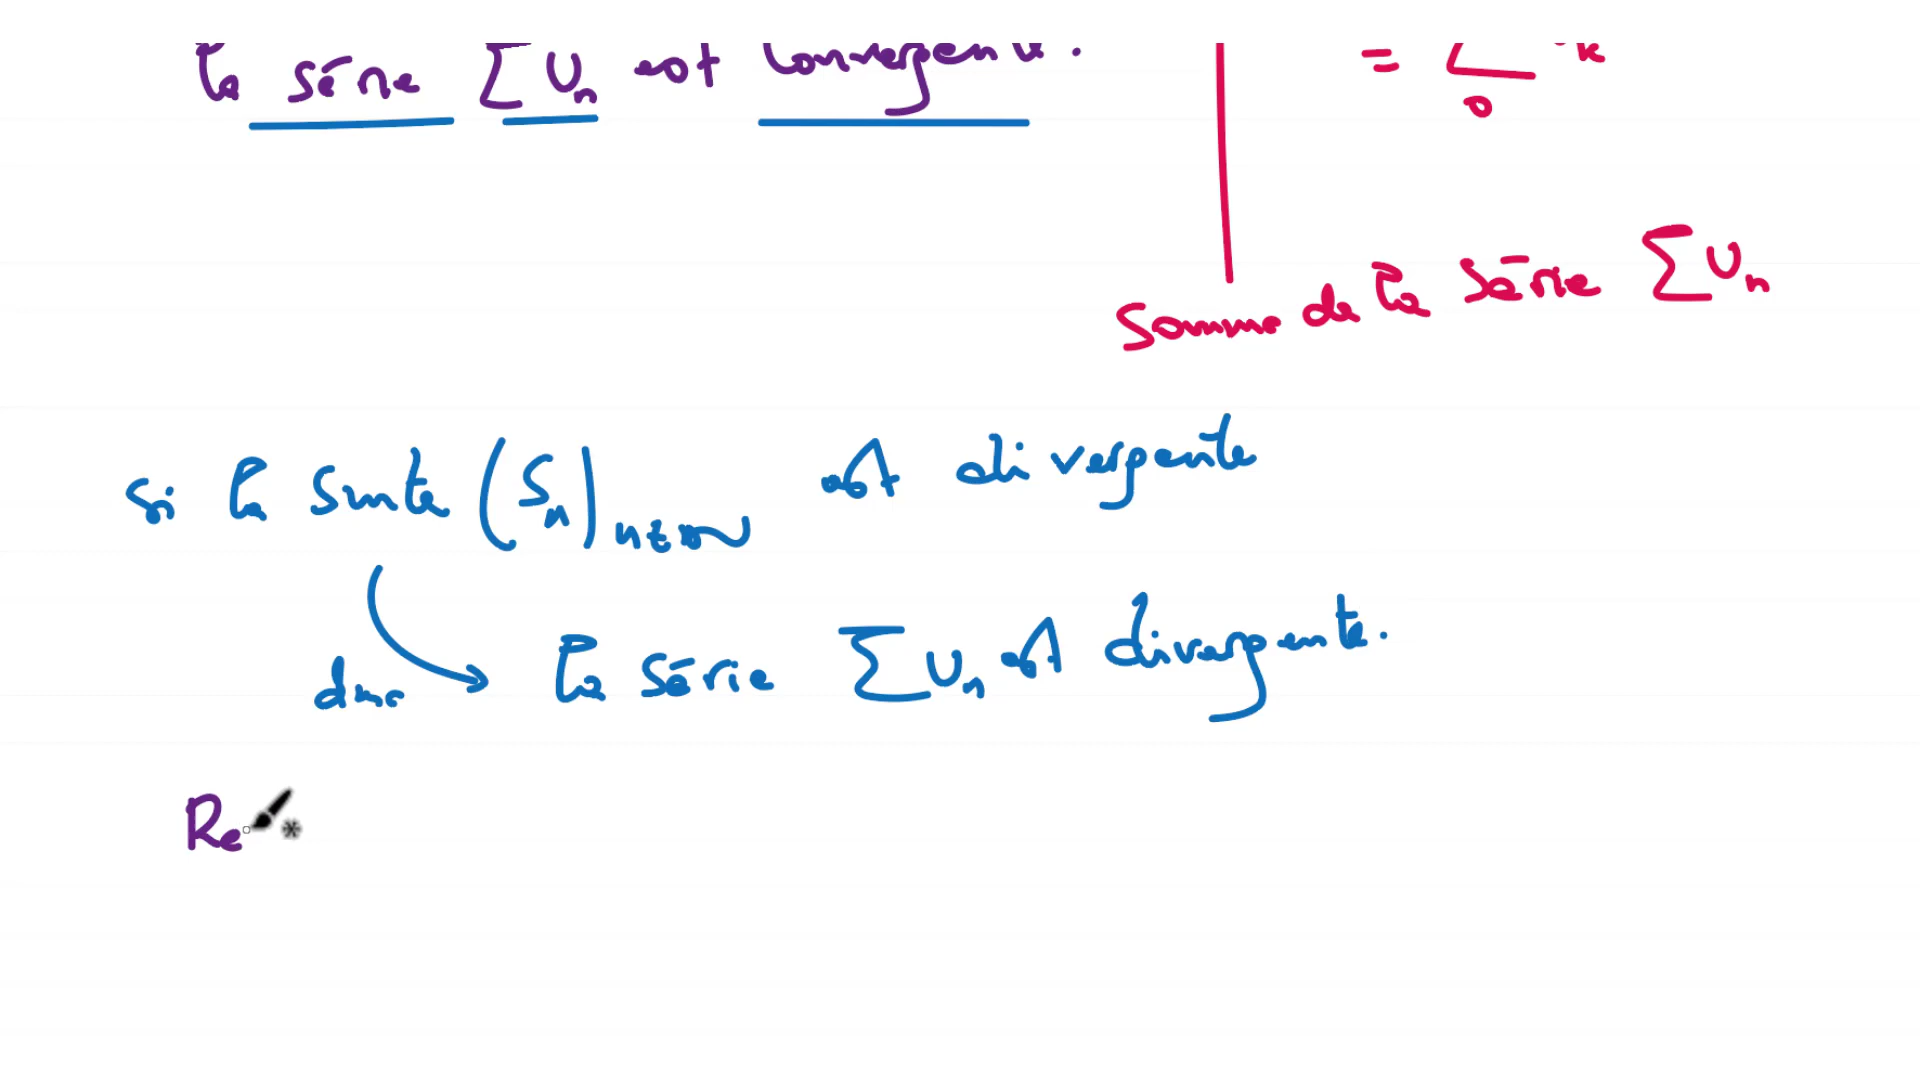 la série ∑ Un est convergente.
= ∑ k
0
Somme de la série ∑ Un
si la suite (Sn) n∈ℕ est divergente
donc → la série ∑ Un est divergente.
Re